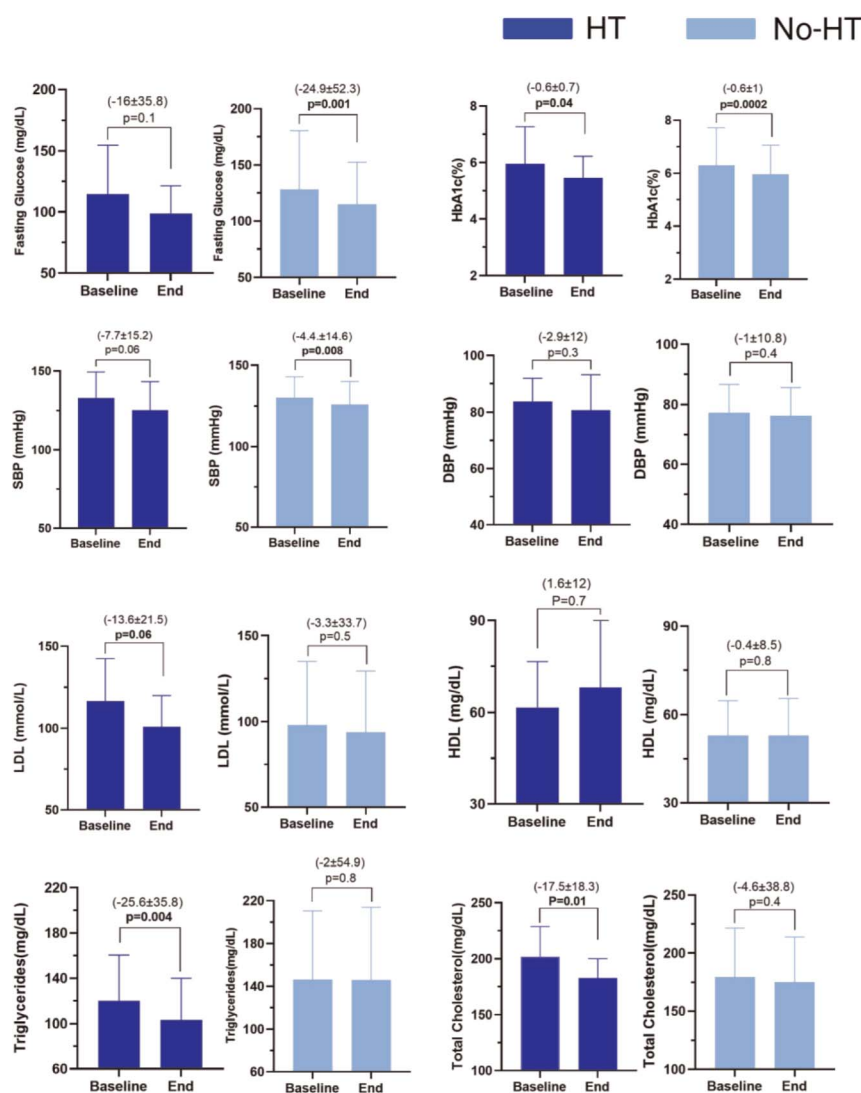 HT
No-HT
(-16±35.8)
p=0.1
Fasting Glucose (mg/dL)
200
150
100
50
Baseline
End
(-24.9±52.3)
p=0.001
Fasting Glucose (mg/dL)
200
150
100
50
Baseline
End
(-0.6±0.7)
p=0.04
HbA1c(%)
8
6
4
2
Baseline
End
(-0.6±1)
p=0.0002
HbA1c(%)
8
6
4
2
Baseline
End
(-7.7±15.2)
p=0.06
SBP (mmHg)
150
100
50
Baseline
End
(-4.4.±14.6)
p=0.008
SBP (mmHg)
150
100
50
Baseline
End
(-2.9±12)
p=0.3
DBP (mmHg)
100
80
60
40
Baseline
End
(-1±10.8)
p=0.4
DBP (mmHg)
100
80
60
40
Baseline
End
(-13.6±21.5)
p=0.06
LDL (mmol/L)
150
100
50
Baseline
End
(-3.3±33.7)
p=0.5
LDL (mmol/L)
150
100
50
Baseline
End
(1.6±12)
P=0.7
HDL (mg/dL)
90
60
30
Baseline
End
(-0.4±8.5)
p=0.8
HDL (mg/dL)
90
60
30
Baseline
End
(-25.6±35.8)
p=0.004
Triglycerides(mg/dL)
220
180
140
100
60
Baseline
End
(-2±54.9)
p=0.8
Triglycerides(mg/dL)
220
180
140
100
60
Baseline
End
(-17.5±18.3)
P=0.01
Total Cholesterol(mg/dL)
250
200
150
100
Baseline
End
(-4.6±38.8)
p=0.4
Total Cholesterol(mg/dL)
250
200
150
100
Baseline
End